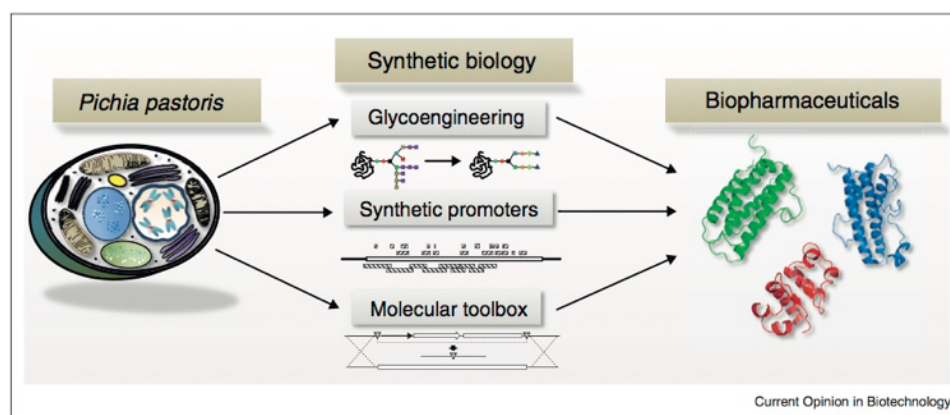 Synthetic biology
Pichia pastoris
Biopharmaceuticals
Glycoengineering
Synthetic promoters
Molecular toolbox
Current Opinion in Biotechnology